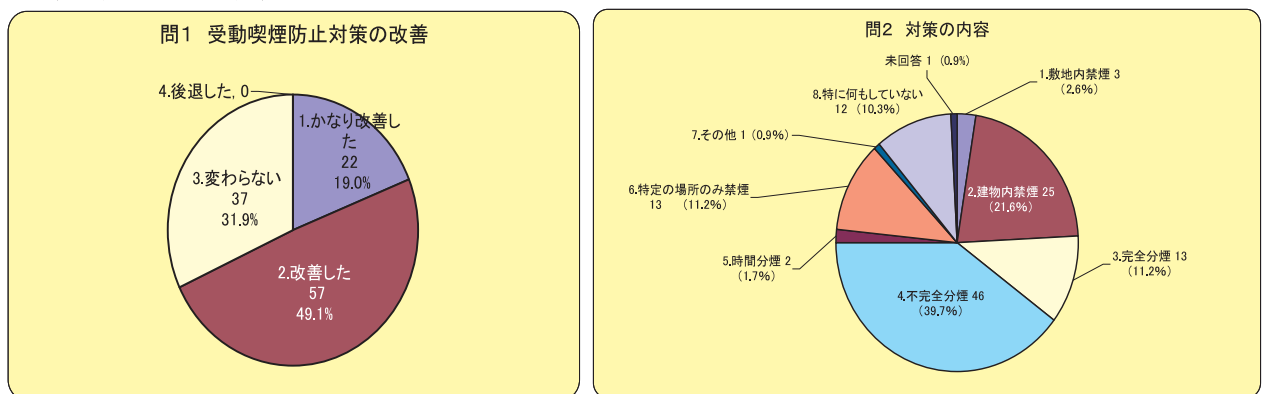 問1 受動喫煙防止対策の改善
4.後退した, 0
1.かなり改善し
た
22
19.0%
3.変わらない
37
31.9%
2.改善した
57
49.1%
問2 対策の内容
未回答 1 (0.9%)
1.敷地内禁煙 3
(2.6%)
8.特に何もしていない
12 (10.3%)
7.その他 1 (0.9%)
2.建物内禁煙 25
(21.6%)
6.特定の場所のみ禁煙
13 (11.2%)
3.完全分煙 13
(11.2%)
5.時間分煙 2
(1.7%)
4.不完全分煙 46
(39.7%)